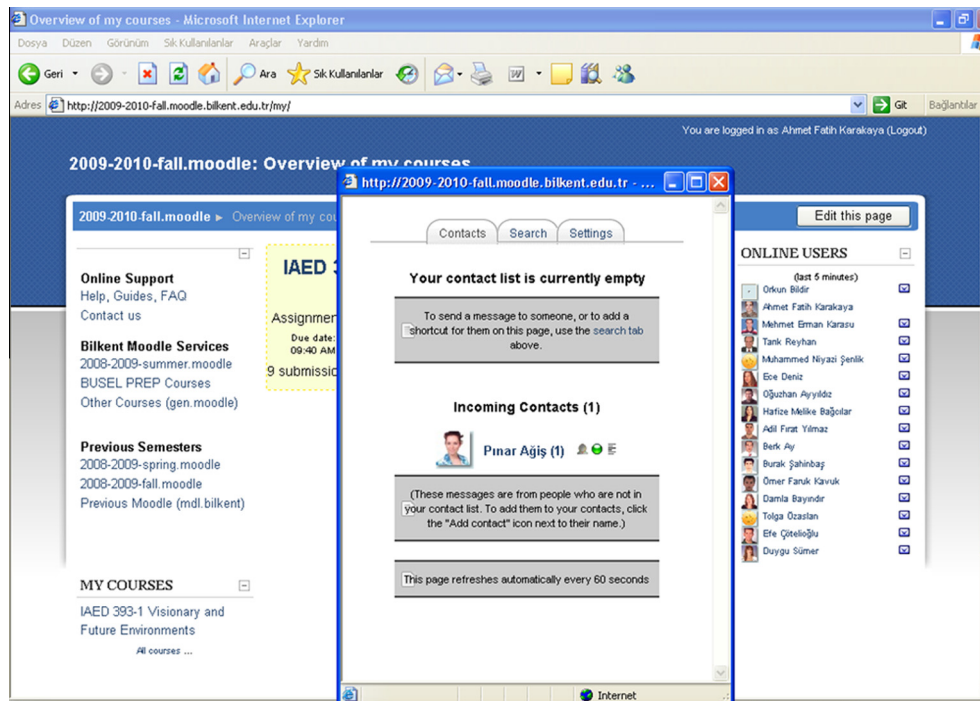 Overview of my courses - Microsoft Internet Explorer
Dosya Düzen Görünüm Sık Kullanılanlar Araçlar Yardım
Geri Ara Sık Kullanılanlar
Adres http://2009-2010-fall.moodle.bilkent.edu.tr/my/ Git Bağlantılar
You are logged in as Ahmet Fatih Karakaya (Logout)
2009-2010-fall.moodle: Overview of my courses
2009-2010-fall.moodle ► Overview of my cou
Edit this page
Online Support
Help, Guides, FAQ
Contact us
Bilkent Moodle Services
2008-2009-summer.moodle
BUSEL PREP Courses
Other Courses (gen.moodle)
Previous Semesters
2008-2009-spring.moodle
2008-2009-fall.moodle
Previous Moodle (mdl.bilkent)
MY COURSES
IAED 393-1 Visionary and
Future Environments
All courses ...
IAED
Assignmen
Due date:
09:40 AM
9 submissio
http://2009-2010-fall.moodle.bilkent.edu.tr - ...
Contacts Search Settings
Your contact list is currently empty
To send a message to someone, or to add a
shortcut for them on this page, use the search tab
above.
Incoming Contacts (1)
Pınar Ağiş (1)
(These messages are from people who are not in
your contact list. To add them to your contacts, click
the "Add contact" icon next to their name.)
This page refreshes automatically every 60 seconds
Internet
ONLINE USERS
(last 5 minutes)
Orkun Bildir
Ahmet Fatih Karakaya
Mehmet Erman Karasu
Tarık Reyhan
Muhammed Niyazi Şenlik
Ece Deniz
Oğuzhan Ayyıldız
Hafize Melike Bağcılar
Adil Fırat Yılmaz
Berk Ay
Burak Şahinbaş
Ömer Faruk Kavuk
Damla Bayındır
Tolga Özaslan
Efe Çötelioğlu
Duygu Sümer